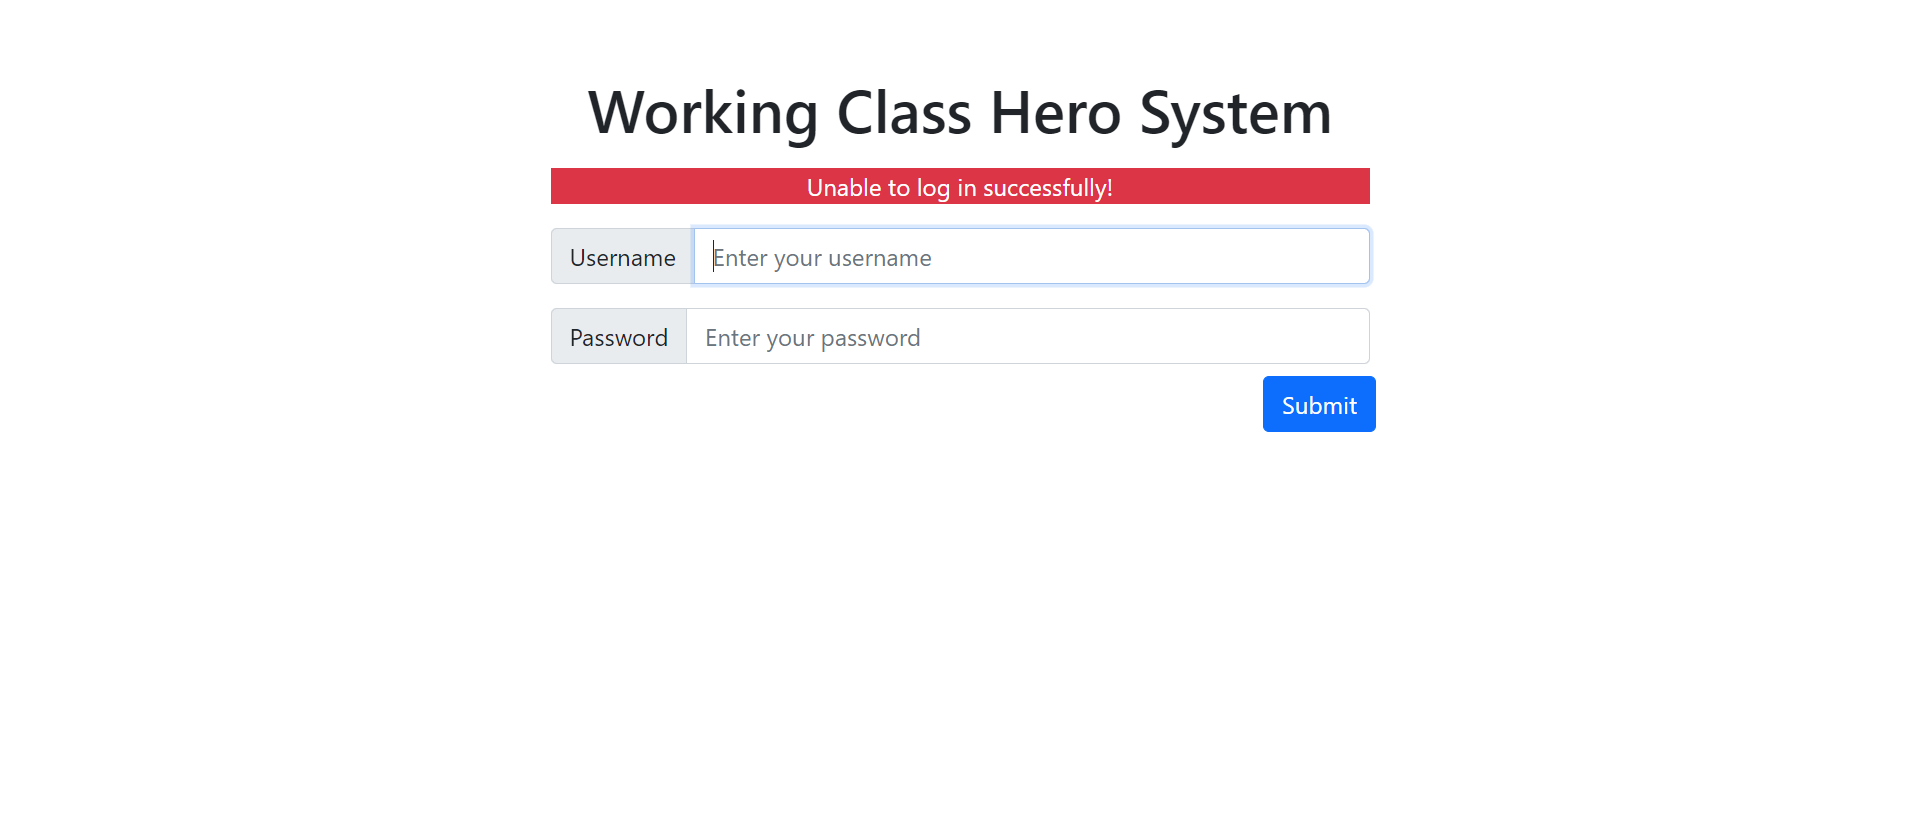 Working Class Hero System
Unable to log in successfully!
Username Enter your username
Password Enter your password
Submit